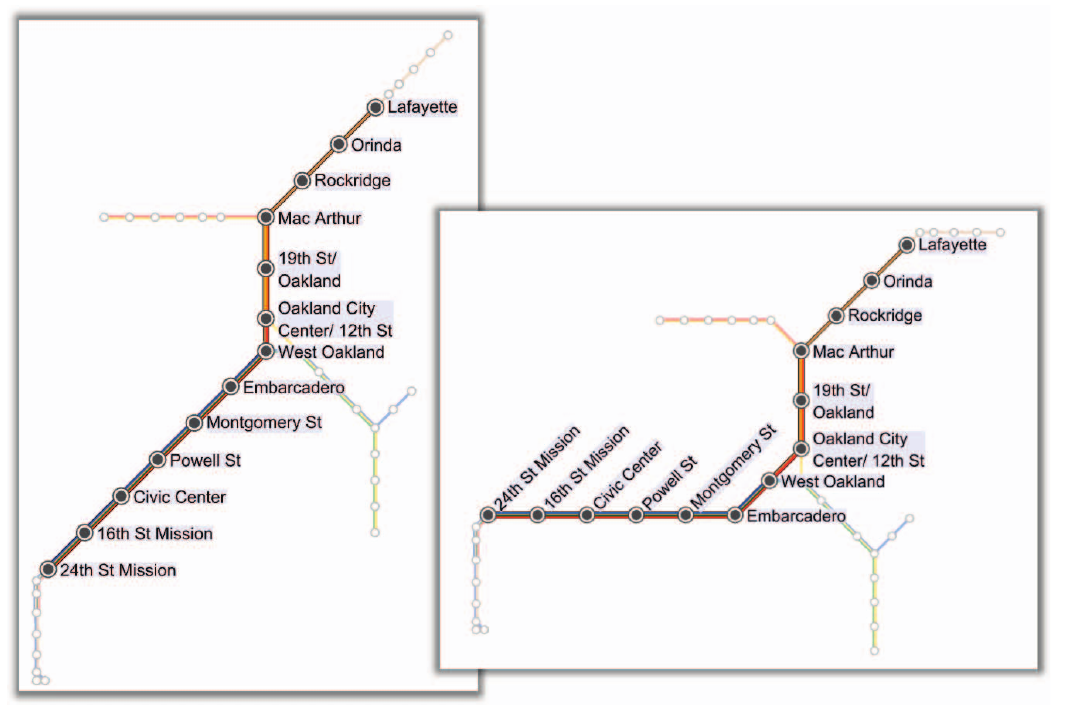 Lafayette
Orinda
Rockridge
Mac Arthur
19th St/
Oakland
Oakland City
Center/ 12th St
West Oakland
Embarcadero
Montgomery St
Powell St
Civic Center
16th St Mission
24th St Mission
Lafayette
Orinda
Rockridge
Mac Arthur
19th St/
Oakland
Oakland City
Center/ 12th St
West Oakland
24th St Mission
16th St Mission
Civic Center
Powell St
Montgomery St
Embarcadero